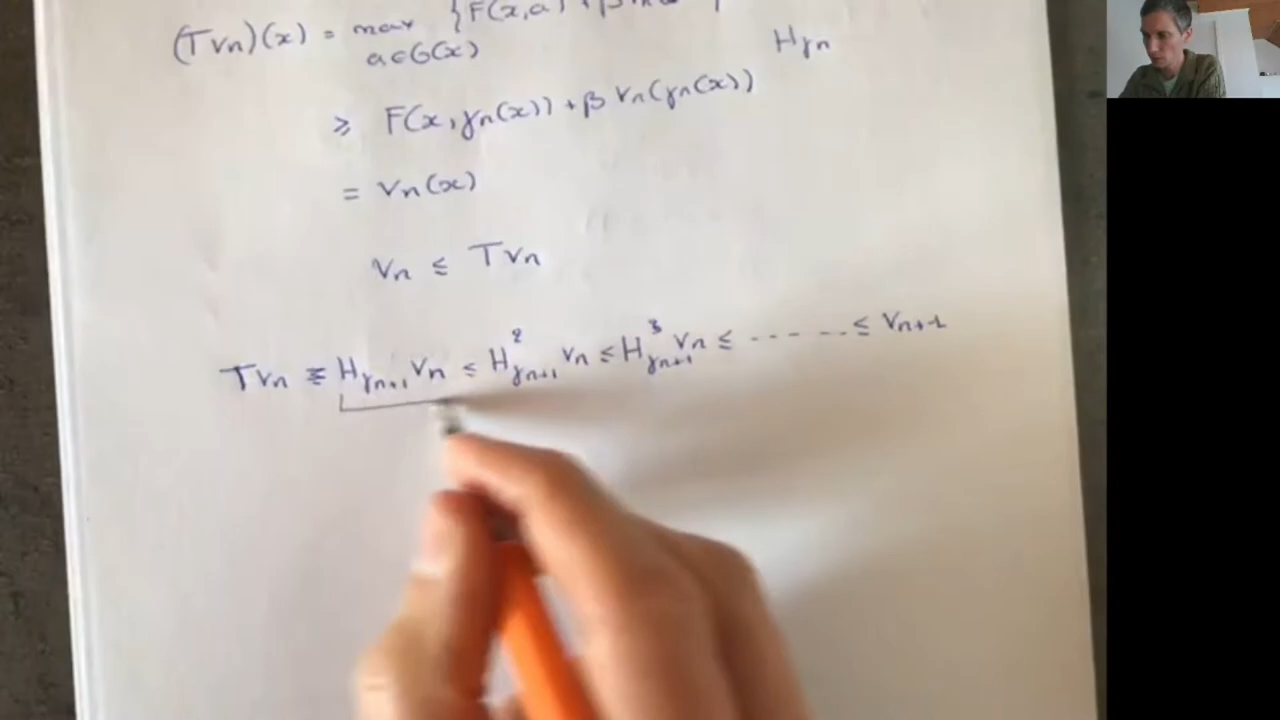 (Tvn)(x) = max {F(x,a) + β
a∈G(x)
Hγn
≥ F(x,γn(x)) + β vn(γn(x))
= vn(x)
vn ≤ Tvn
Tvn = Hγn+1 vn ≤ H²γn+1 vn ≤ H³γn+1 vn ≤ ------ ≤ vn+1